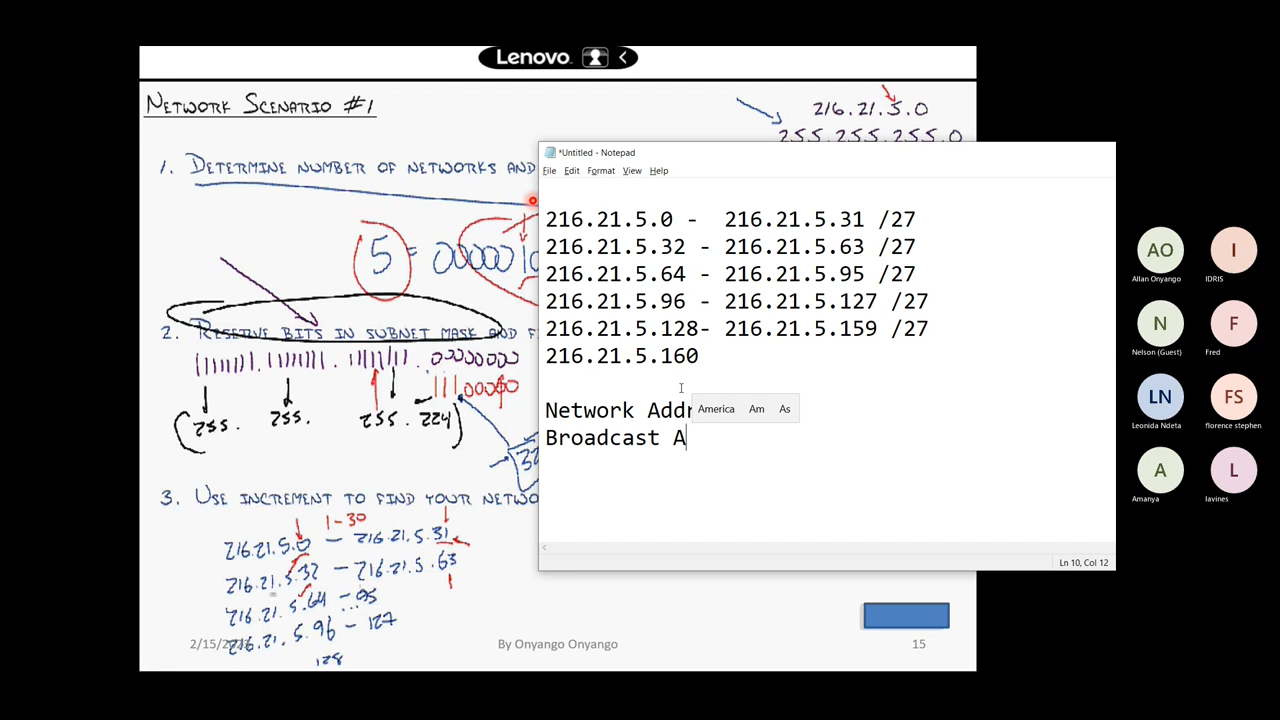 Lenovo
NETWORK SCENARIO #1
216.21.5.0
255.255.255.0
1. DETERMINE NUMBER OF NETWORKS AND
5 = 000001
2. RESERVE BITS IN SUBNET MASK AND
11111111. 11111111. 11111111. 00000000
11100000
255. 255. 255. 224
32
3. USE INCREMENT TO FIND YOUR NETWO
1-30
216.21.5.0 — 216.21.5.31
216.21.5.32 — 216.21.5.63
216.21.5.64 — 95
216.21.5.96 — 127
128
By Onyango Onyango
15
*Untitled - Notepad
File Edit Format View Help
216.21.5.0 - 216.21.5.31 /27
216.21.5.32 - 216.21.5.63 /27
216.21.5.64 - 216.21.5.95 /27
216.21.5.96 - 216.21.5.127 /27
216.21.5.128- 216.21.5.159 /27
216.21.5.160
Network Addr
America Am As
Broadcast A
Ln 10, Col 12
AO I
Allan Onyango IDRIS
N F
Nelson (Guest) Fred
LN FS
Leonida Ndeta florence stephen
A L
Amanya lavines